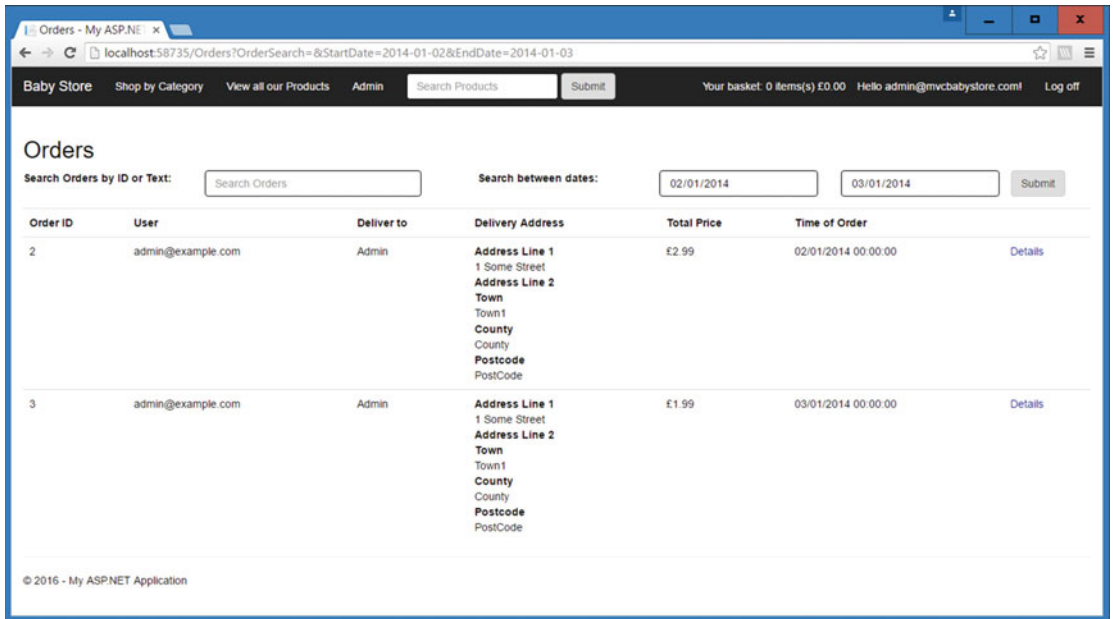 Orders - My ASP.NE
localhost:58735/Orders?OrderSearch=&StartDate=2014-01-02&EndDate=2014-01-03
Baby Store Shop by Category View all our Products Admin Search Products Submit Your basket: 0 items(s) £0.00 Hello admin@mvcbabystore.com! Log off
Orders
Search Orders by ID or Text: Search Orders Search between dates: 02/01/2014 03/01/2014 Submit
Order ID User Deliver to Delivery Address Total Price Time of Order
2 admin@example.com Admin Address Line 1 £2.99 02/01/2014 00:00:00 Details
1 Some Street
Address Line 2
Town
Town1
County
County
Postcode
PostCode
3 admin@example.com Admin Address Line 1 £1.99 03/01/2014 00:00:00 Details
1 Some Street
Address Line 2
Town
Town1
County
County
Postcode
PostCode
© 2016 - My ASP.NET Application